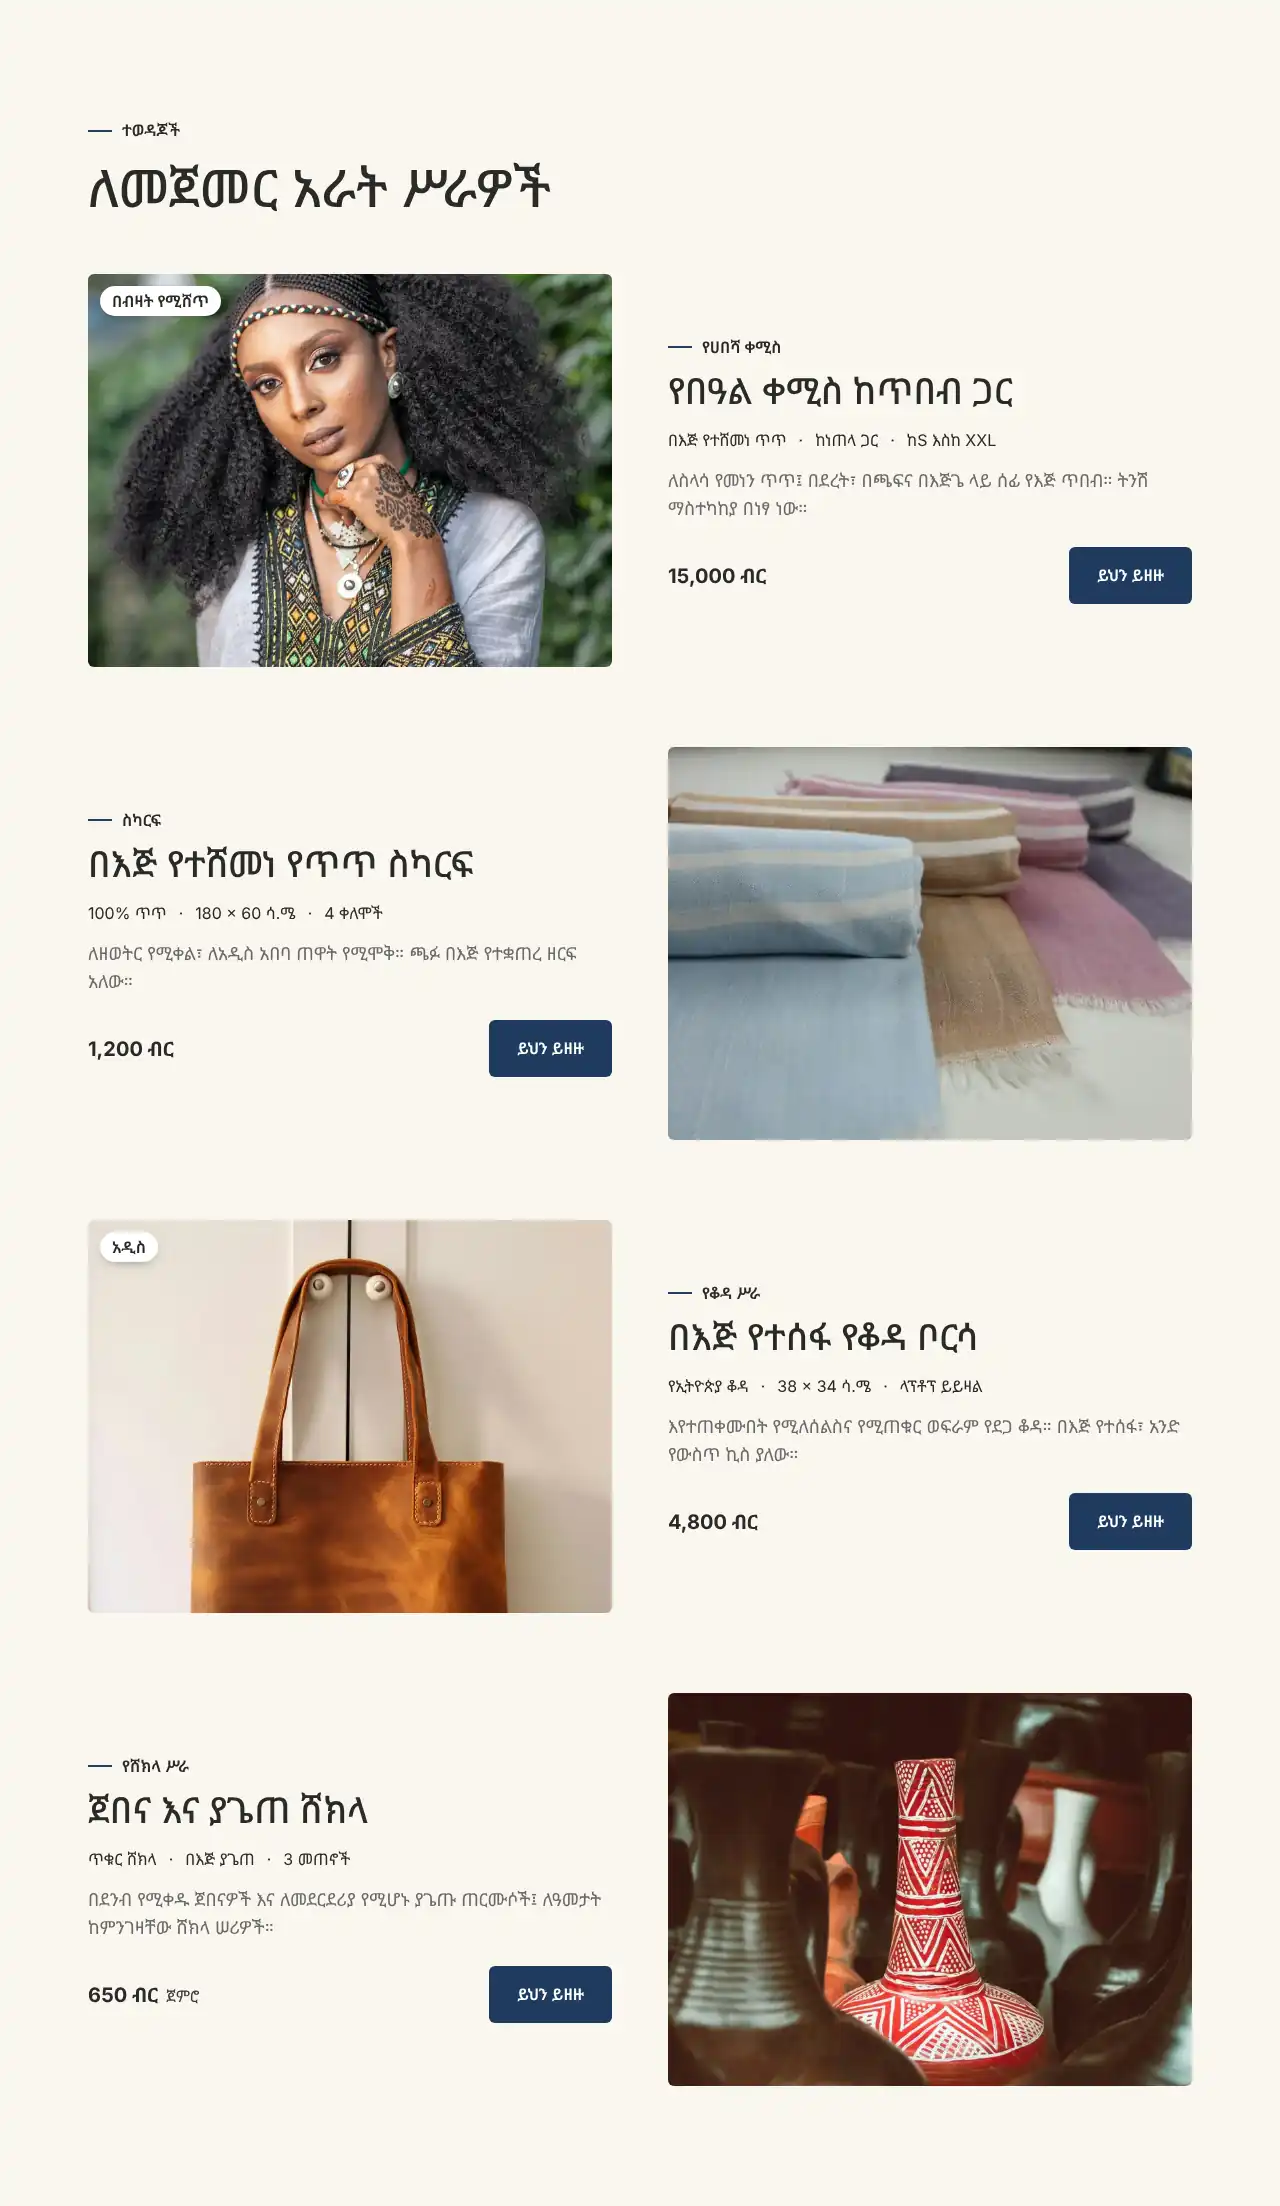 ተወዳጆች
ለመጀመር አራት ሥራዎች
በብዛት የሚሸጥ
የሀበሻ ቀሚስ
የበዓል ቀሚስ ከጥበብ ጋር
በእጅ የተሸመነ ጥጥ · ከነጠላ ጋር · ከS እስከ XXL
ለስላሳ የመነን ጥጥ፤ በደረት፣ በጫፍና በእጅጌ ላይ ሰፊ የእጅ ጥበብ። ትንሽ
ማስተካከያ በነፃ ነው።
15,000 ብር
ይህን ይዘዙ
ስካርፍ
በእጅ የተሸመነ የጥጥ ስካርፍ
100% ጥጥ · 180 × 60 ሳ.ሜ · 4 ቀለሞች
ለዘወትር የሚቀል፣ ለአዲስ አበባ ጠዋት የሚሞቅ። ጫፉ በእጅ የተቋጠረ ዘርፍ
አለው።
1,200 ብር
ይህን ይዘዙ
አዲስ
የቆዳ ሥራ
በእጅ የተሰፋ የቆዳ ቦርሳ
የኢትዮጵያ ቆዳ · 38 × 34 ሳ.ሜ · ላፕቶፕ ይይዛል
እየተጠቀሙበት የሚለሰልስና የሚጠቁር ወፍራም የደጋ ቆዳ። በእጅ የተሰፋ፣ አንድ
የውስጥ ኪስ ያለው።
4,800 ብር
ይህን ይዘዙ
የሸክላ ሥራ
ጀበና እና ያጌጠ ሸክላ
ጥቁር ሸክላ · በእጅ ያጌጠ · 3 መጠኖች
በደንብ የሚቀዱ ጀበናዎች እና ለመደርደሪያ የሚሆኑ ያጌጡ ጠርሙሶች፤ ለዓመታት
ከምንገዛቸው ሸክላ ሠሪዎች።
650 ብር ጀምሮ
ይህን ይዘዙ